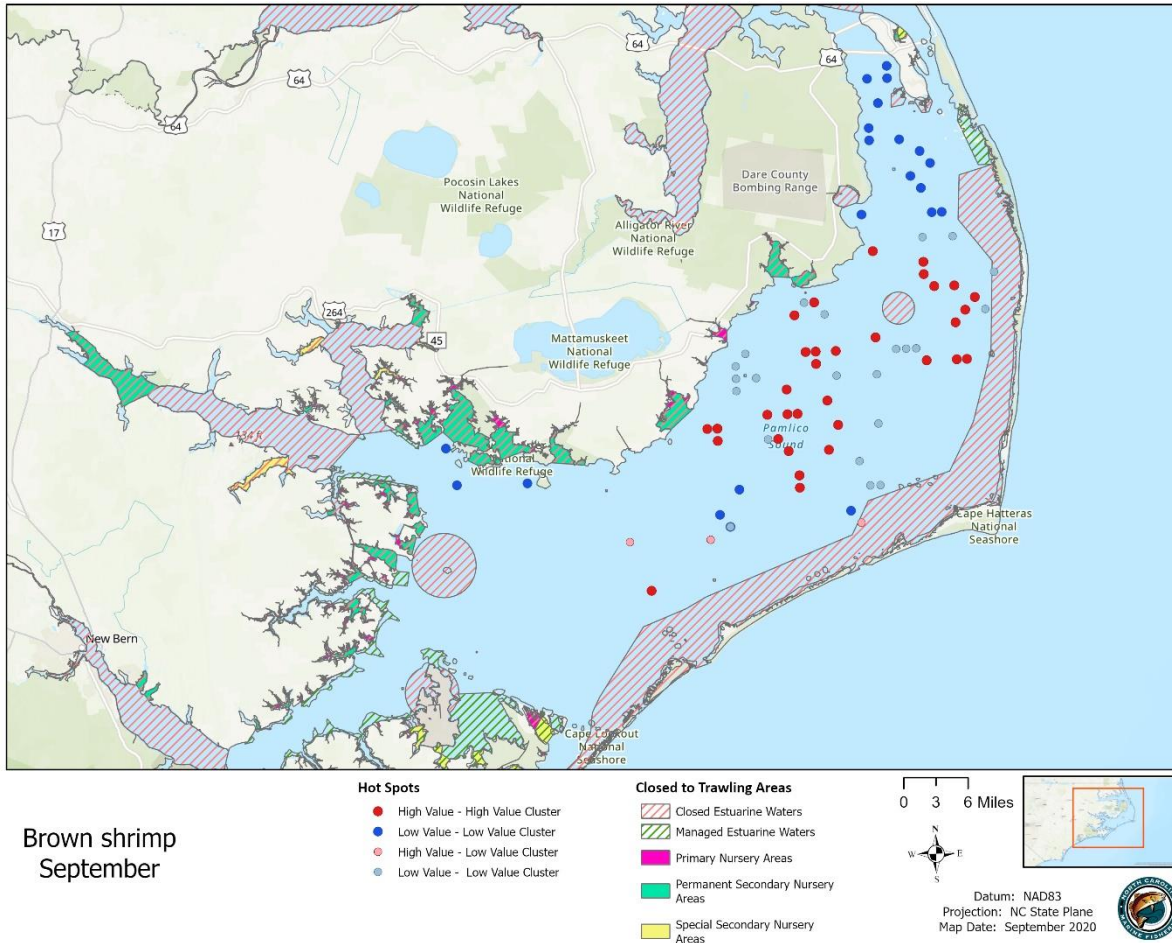 64
64
64
64
17
Pocosin Lakes
National
Wildlife Refuge
Dare County
Bombing Range
Alligator River
National
Wildlife Refuge
264
45
Mattamuskeet
National
Wildlife Refuge
Pamlico
Sound
Wildlife Refuge
Cape Hatteras
National
Seashore
New Bern
Cape Lookout
National
Seashore
Brown shrimp
September
Hot Spots
High Value - High Value Cluster
Low Value - Low Value Cluster
High Value - Low Value Cluster
Low Value - Low Value Cluster
Closed to Trawling Areas
Closed Estuarine Waters
Managed Estuarine Waters
Primary Nursery Areas
Permanent Secondary Nursery
Areas
Special Secondary Nursery
Areas
0 3 6 Miles
N
W E
S
Datum: NAD83
Projection: NC State Plane
Map Date: September 2020
NORTH CAROLINA
MARINE FISHERIES